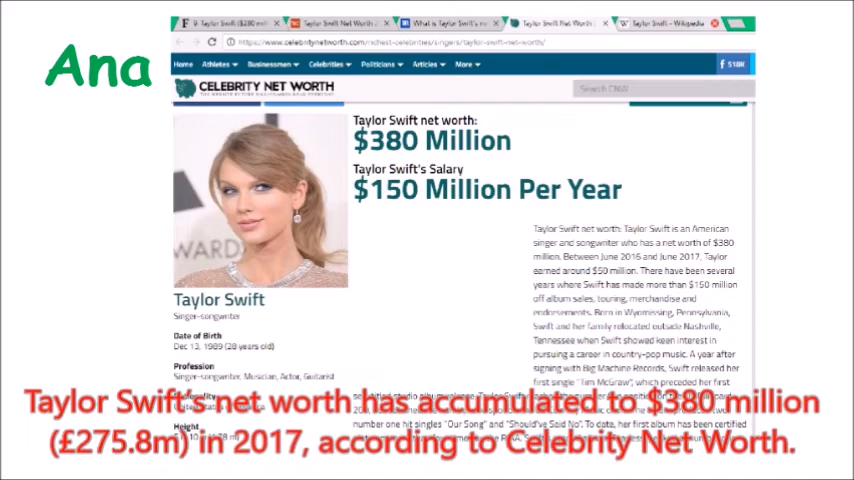 Taylor Swift ($280 mill
Taylor Swift Net Worth 2
What is Taylor Swift's ne
Taylor Swift Net Worth
Taylor Swift - Wikipedia
https://www.celebritynetworth.com/richest-celebrities/singers/taylor-swift-net-worth/
Home Athletes Businessmen Celebrities Politicians Articles More
518K
Ana
CELEBRITY NET WORTH
Search CNW
Taylor Swift net worth:
$380 Million
Taylor Swift's Salary
$150 Million Per Year
WARD
Taylor Swift net worth: Taylor Swift is an American
singer and songwriter who has a net worth of $380
million. Between June 2016 and June 2017, Taylor
earned around $50 million. There have been several
years where Swift has made more than $150 million
off album sales, touring, merchandise and
endorsements. Born in Wyomissing, Pennsylvania,
Swift and her family relocated outside Nashville,
Tennessee when Swift showed keen interest in
pursuing a career in country-pop music. A year after
signing with Big Machine Records, Swift released her
first single "Tim McGraw", which preceded her first
Taylor Swift
Singer-songwriter
Date of Birth
Dec 13, 1989 (28 years old)
Profession
Singer-songwriter, Musician, Actor, Guitarist
Height
number one hit singles "Our Song" and "Should've Said No". To date, her first album has been certified
Taylor Swift's net worth has accumulated to $280 million
(£275.8m) in 2017, according to Celebrity Net Worth.